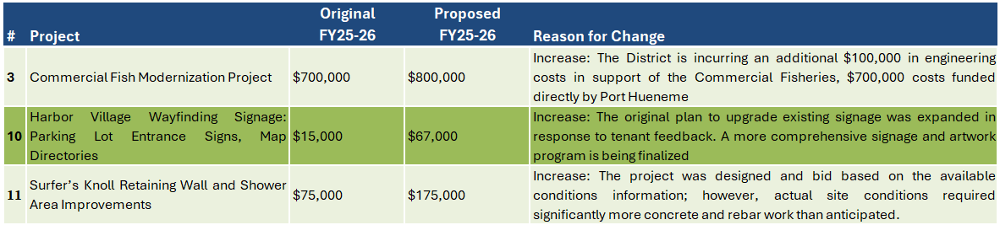 Original Proposed
# Project FY25-26 FY25-26 Reason for Change
Increase: The District is incurring an additional $100,000 in engineering
3 Commercial Fish Modernization Project $700,000 $800,000 costs in support of the Commercial Fisheries, $700,000 costs funded
directly by Port Hueneme
Harbor Village Wayfinding Signage: Increase: The original plan to upgrade existing signage was expanded in
10 Parking Lot Entrance Signs, Map $15,000 $67,000 response to tenant feedback. A more comprehensive signage and artwork
Directories program is being finalized
Increase: The project was designed and bid based on the available
11 Surfer’s Knoll Retaining Wall and Shower $75,000 $175,000 conditions information; however, actual site conditions required
Area Improvements significantly more concrete and rebar work than anticipated.